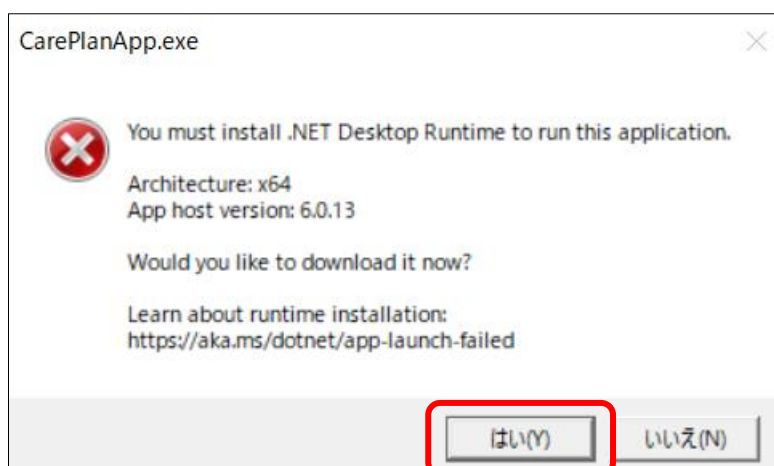 CarePlanApp.exe
You must install .NET Desktop Runtime to run this application.
Architecture: x64
App host version: 6.0.13
Would you like to download it now?
Learn about runtime installation:
https://aka.ms/dotnet/app-launch-failed
はい(Y) いいえ(N)